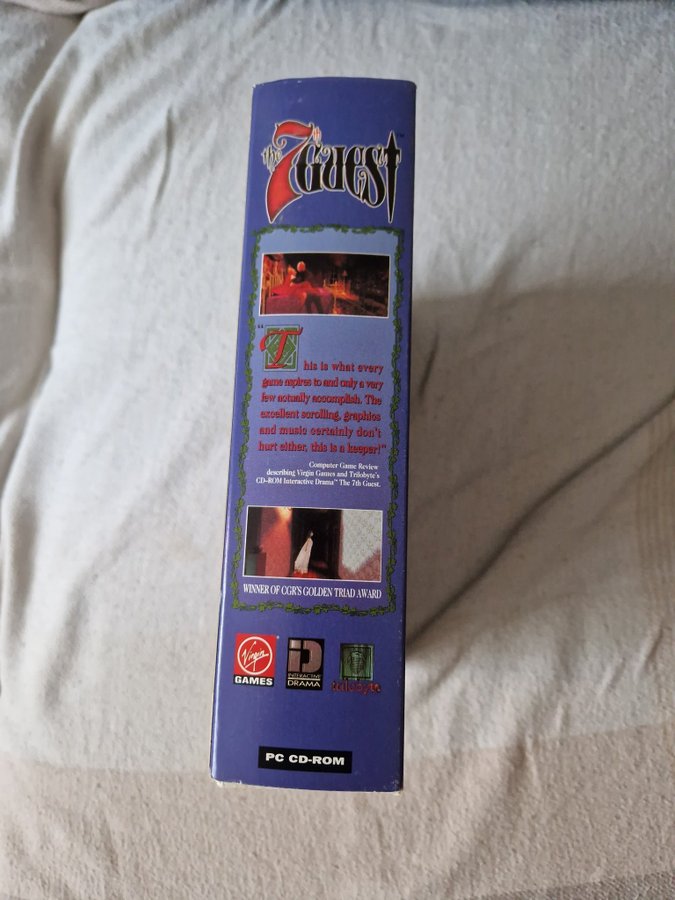 the 7th Guest™
"This is what every
game aspires to and only a very
few actually accomplish. The
excellent scrolling, graphics
and music certainly don't
hurt either, this is a keeper!"
Computer Game Review
describing Virgin Games and Trilobyte's
CD-ROM Interactive Drama™ The 7th Guest.
WINNER OF CGR'S GOLDEN TRIAD AWARD
Virgin
GAMES
ID
INTERACTIVE
DRAMA
trilobyte
PC CD-ROM